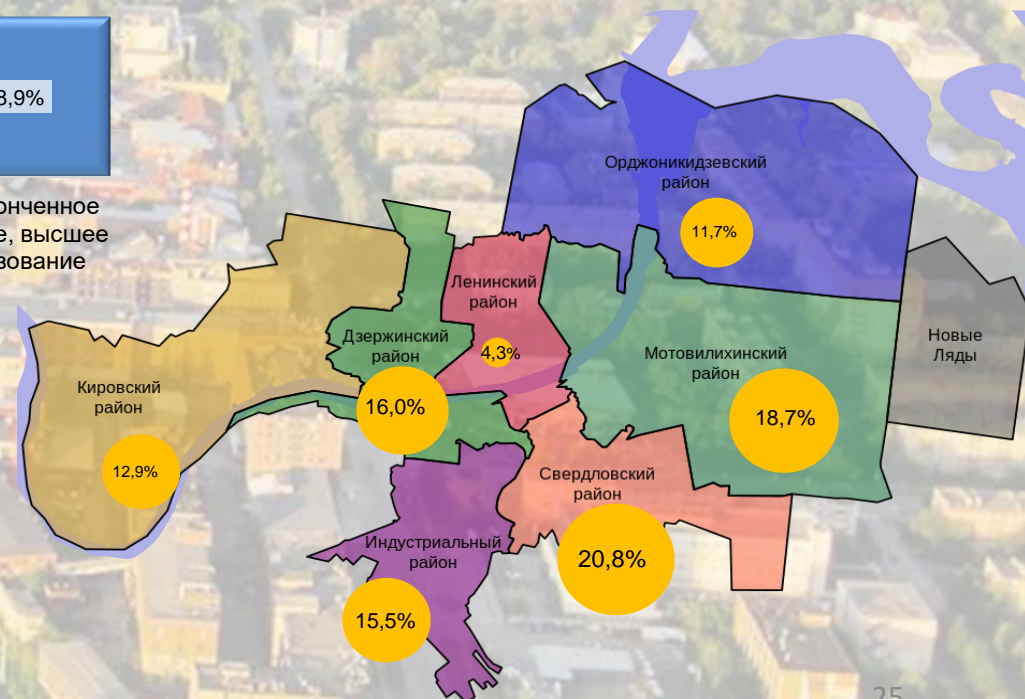 8,9%
онченное
е, высшее
зование
Орджоникидзевский
район
11,7%
Ленинский
район
4,3%
Дзержинский
район
16,0%
Мотовилихинский
район
18,7%
Новые
Ляды
Кировский
район
12,9%
Свердловский
район
20,8%
Индустриальный
район
15,5%
25